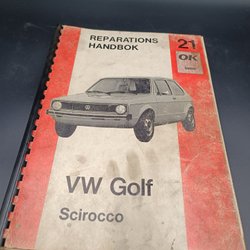 REPARATIONS
HANDBOK
21
OK
VW Golf
Scirocco